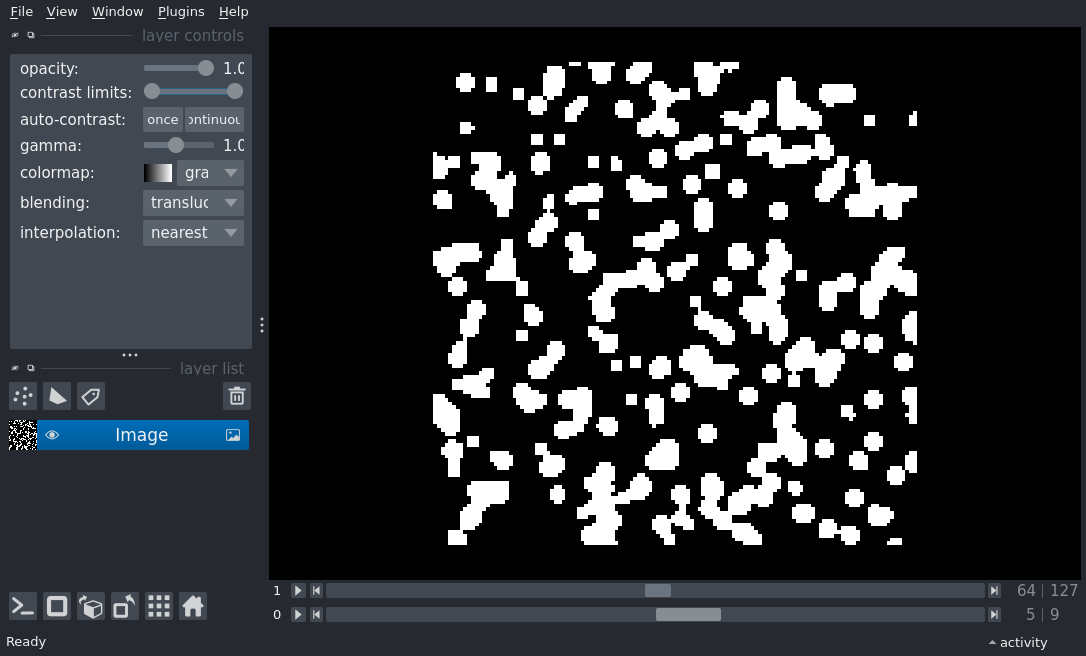 File View Window Plugins Help
layer controls
opacity: 1.0
contrast limits:
auto-contrast: once ontinuou
gamma: 1.0
colormap: gra
blending: transluc
interpolation: nearest
layer list
Image
1 64 127
0 5 9
Ready activity